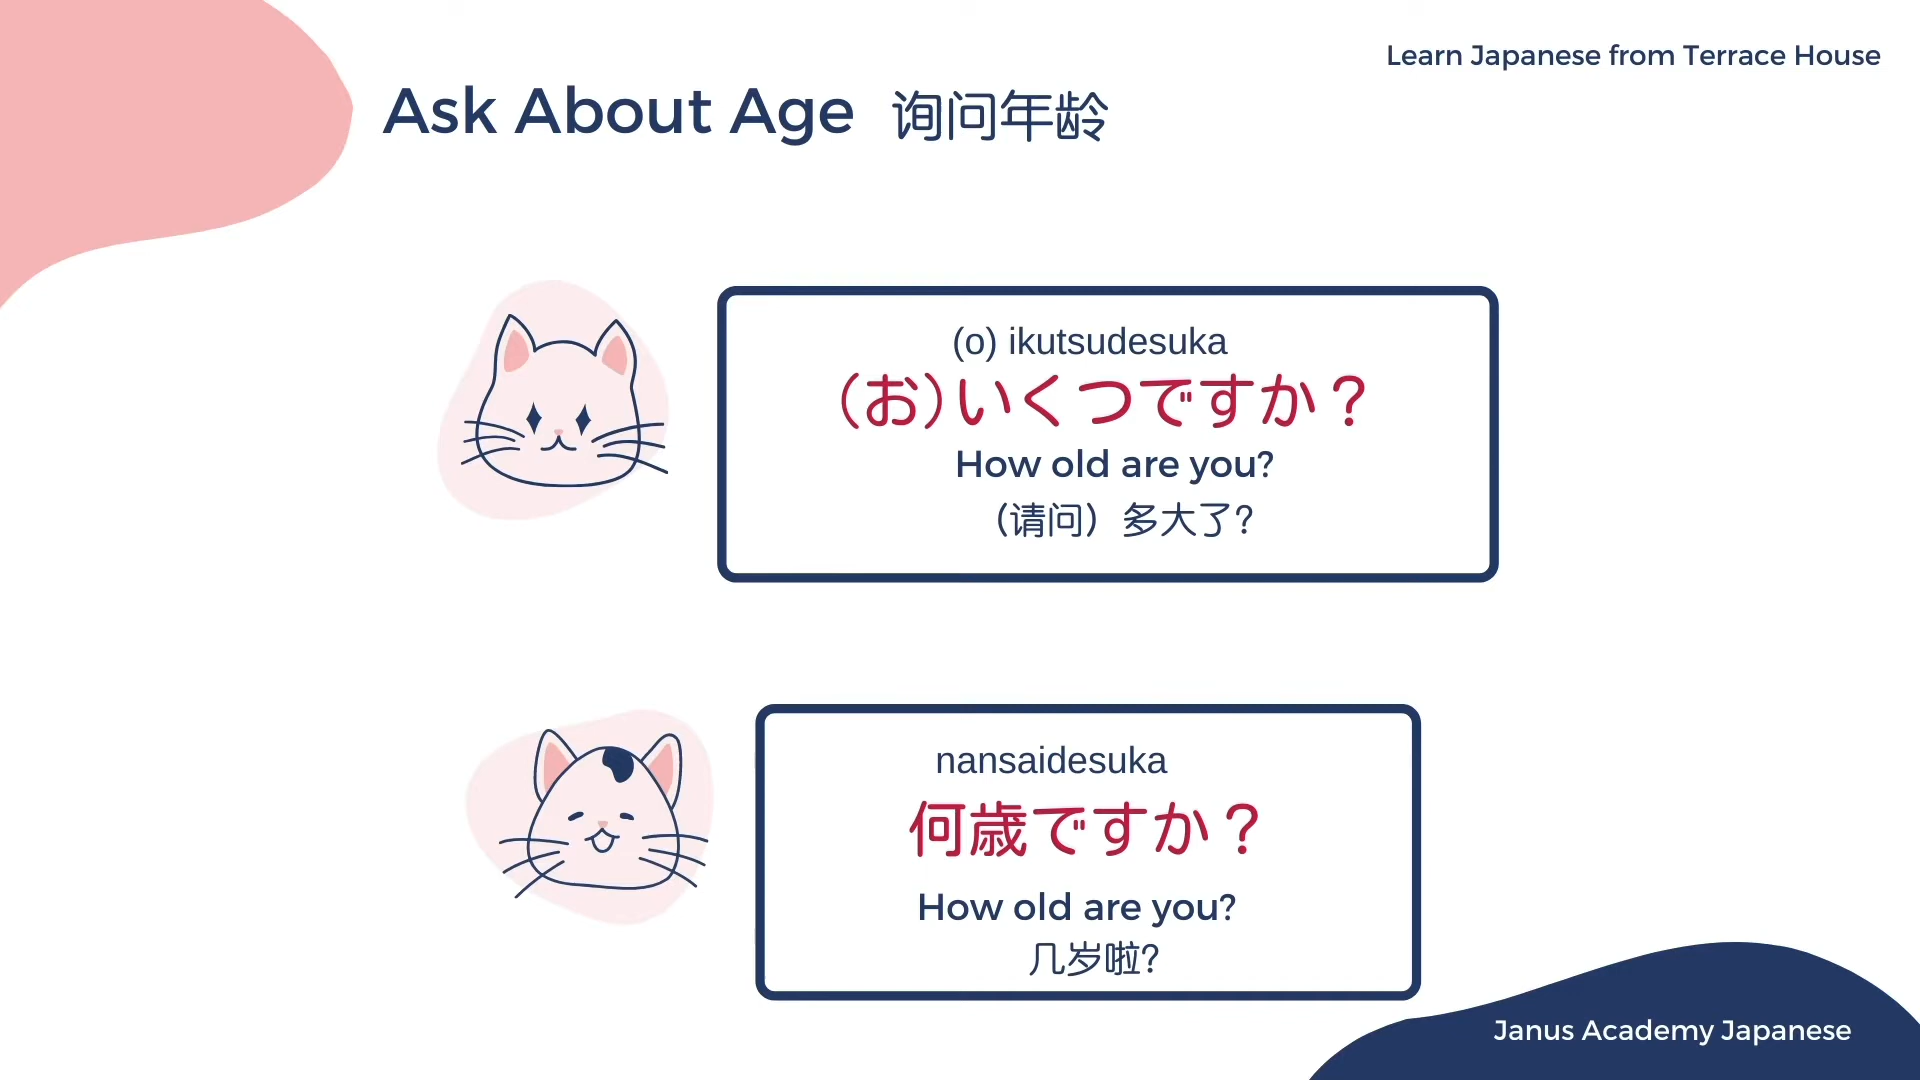 Learn Japanese from Terrace House
Ask About Age 询问年龄
(o) ikutsudesuka
(お)いくつですか？
How old are you?
（请问）多大了?
nansaidesuka
何歳ですか？
How old are you?
几岁啦?
Janus Academy Japanese